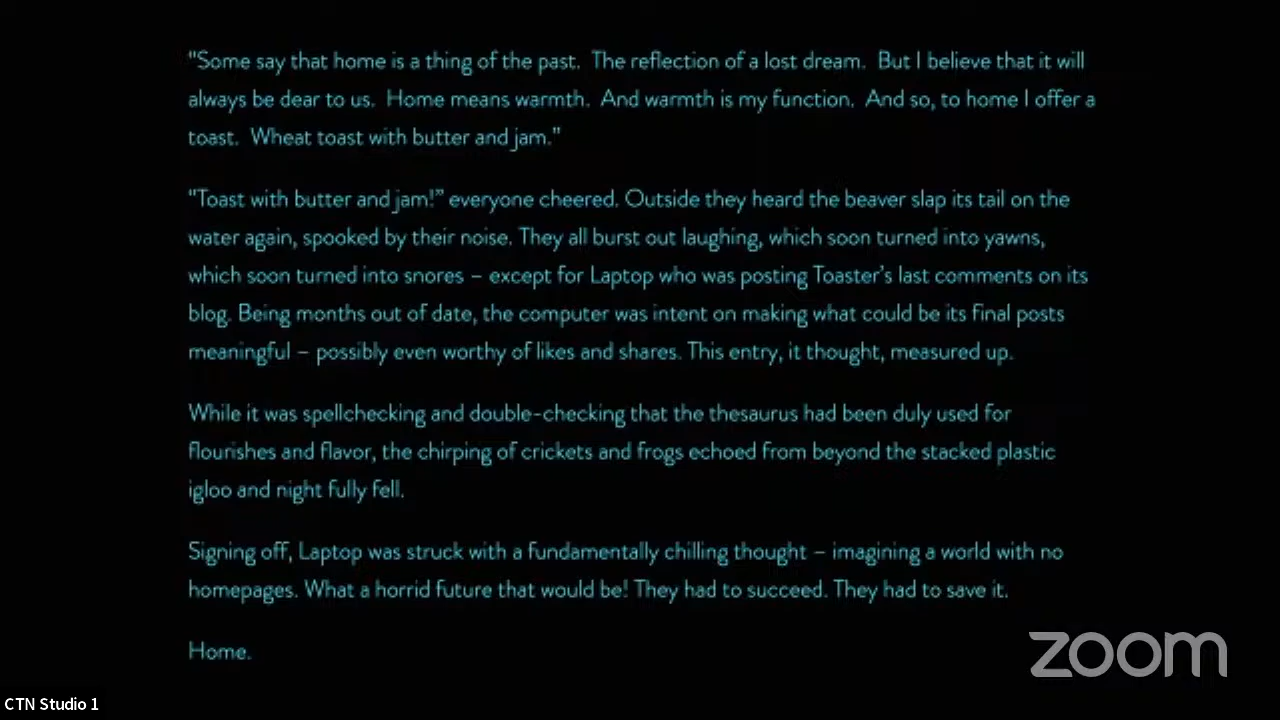 "Some say that home is a thing of the past.  The reflection of a lost dream.  But I believe that it will
always be dear to us.  Home means warmth.  And warmth is my function.  And so, to home I offer a
toast.  Wheat toast with butter and jam."
"Toast with butter and jam!” everyone cheered. Outside they heard the beaver slap its tail on the
water again, spooked by their noise. They all burst out laughing, which soon turned into yawns,
which soon turned into snores – except for Laptop who was posting Toaster’s last comments on its
blog. Being months out of date, the computer was intent on making what could be its final posts
meaningful – possibly even worthy of likes and shares. This entry, it thought, measured up.
While it was spellchecking and double-checking that the thesaurus had been duly used for
flourishes and flavor, the chirping of crickets and frogs echoed from beyond the stacked plastic
igloo and night fully fell.
Signing off, Laptop was struck with a fundamentally chilling thought – imagining a world with no
homepages. What a horrid future that would be! They had to succeed. They had to save it.
Home.
zoom
CTN Studio 1